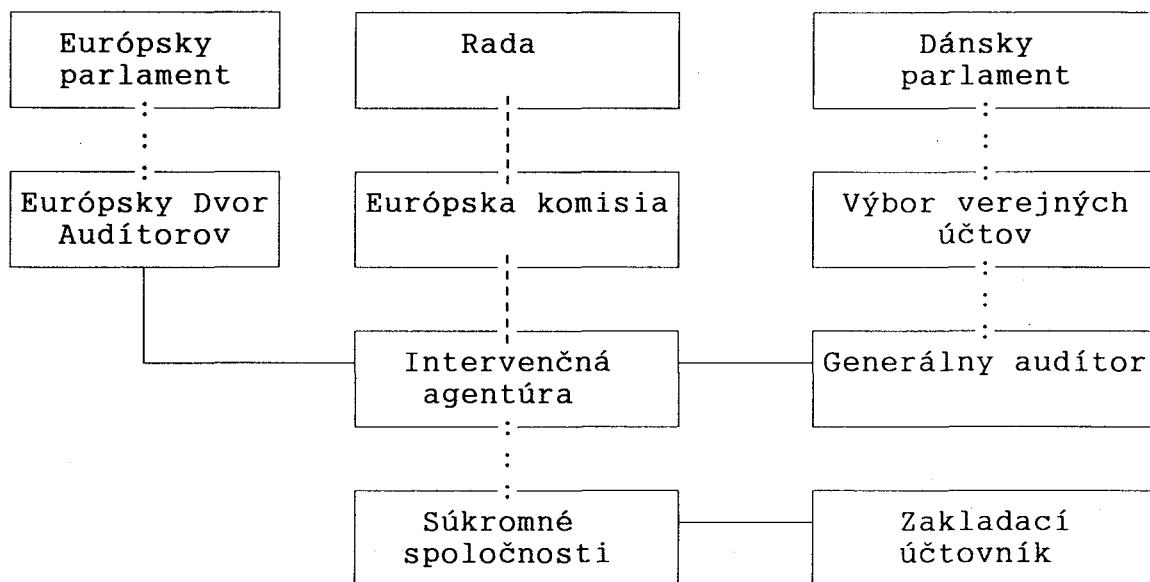 Európsky
parlament
Rada
Dánsky
parlament
Európsky Dvor
Audítorov
Európska komisia
Výbor verejných
účtov
Intervenčná
agentúra
Generálny audítor
Súkromné
spoločnosti
Zakladací
účtovník